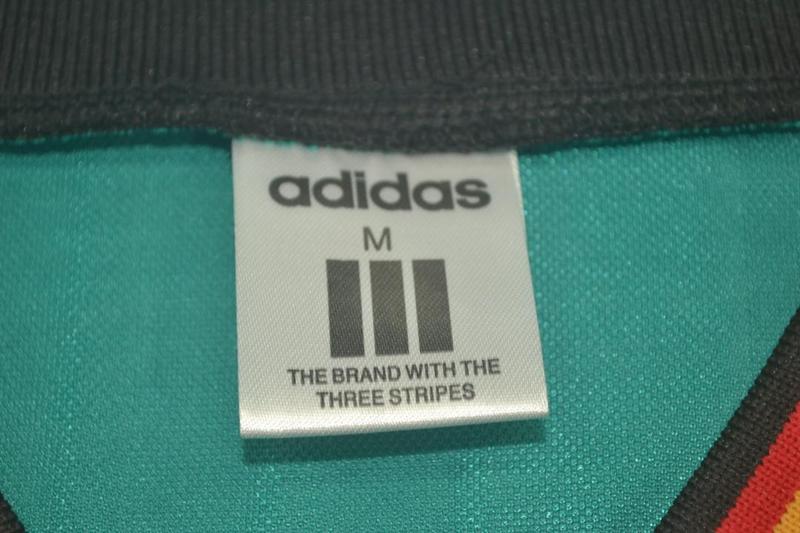 adidas
M
THE BRAND WITH THE
THREE STRIPES